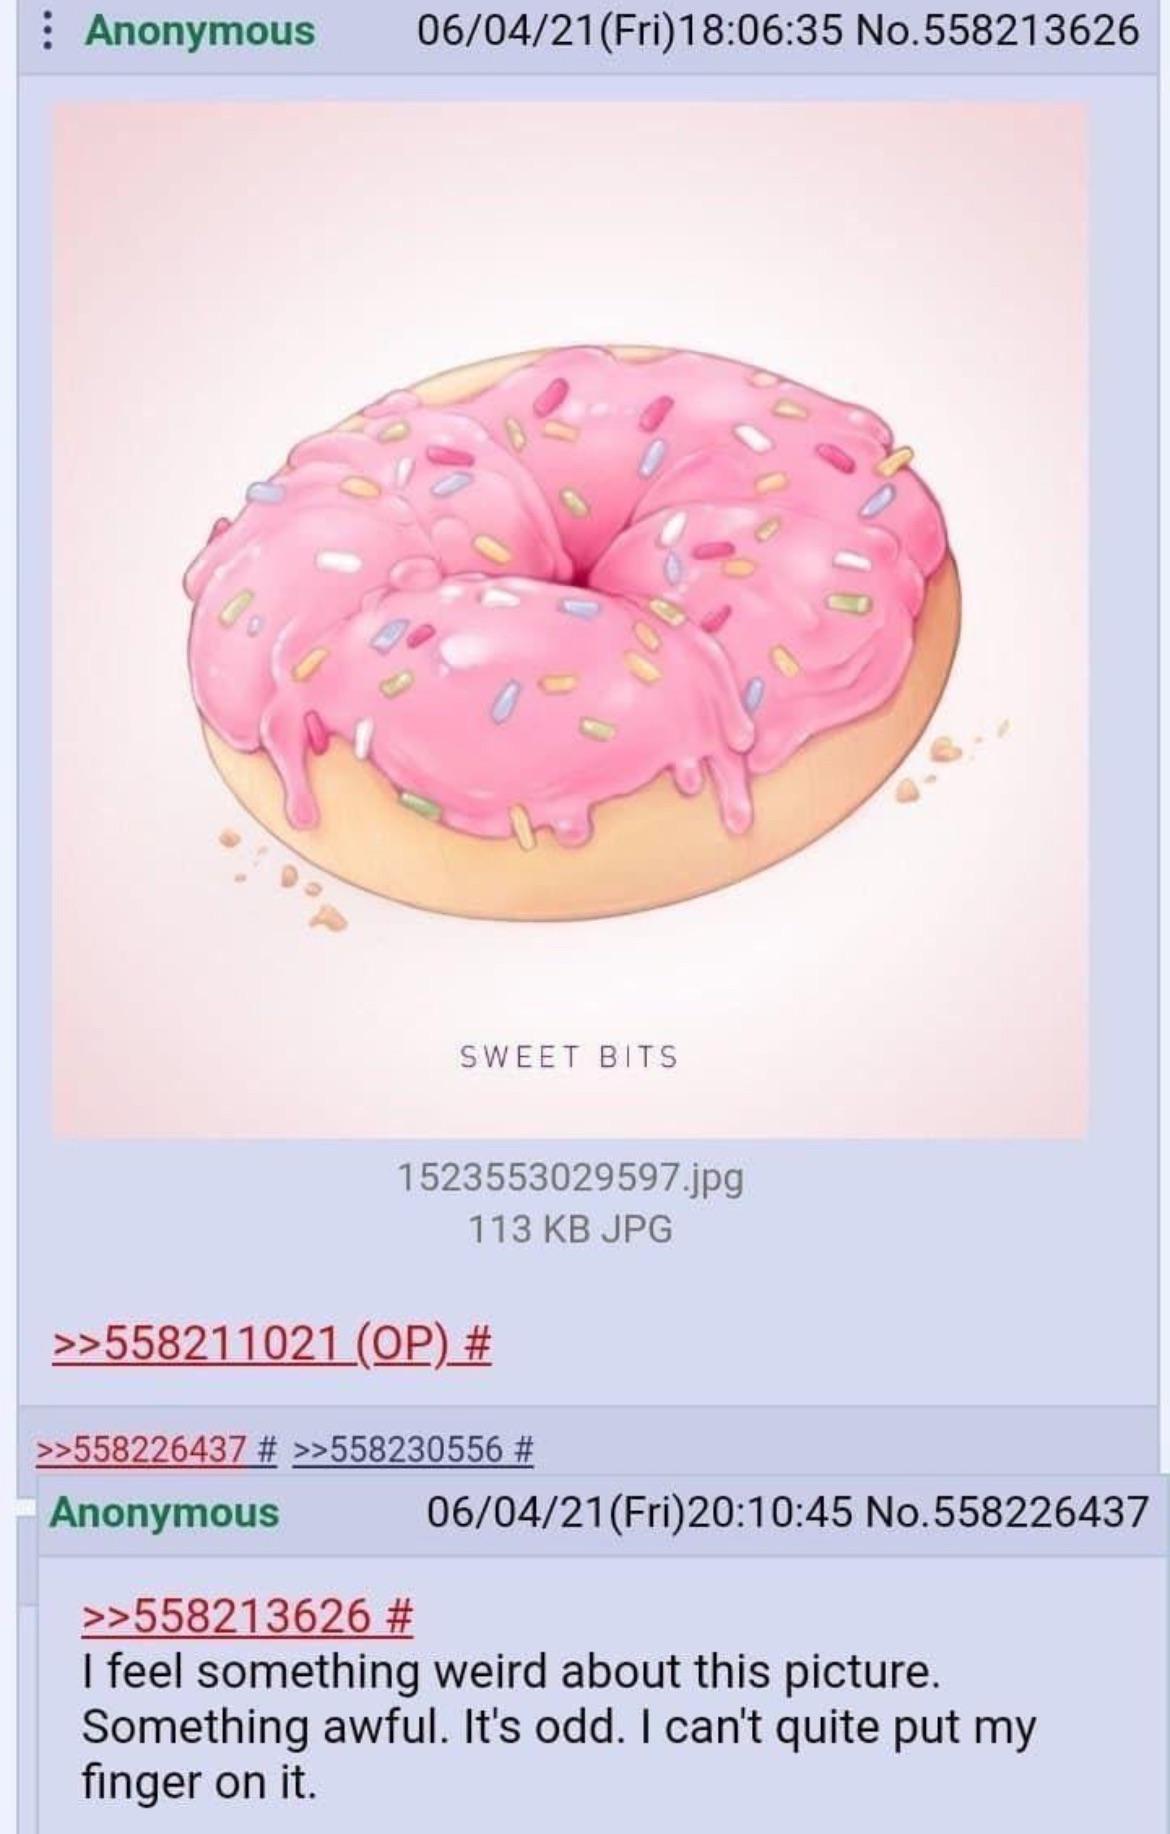 Anonymous 06/04/21(Fri)18:06:35 No.558213626
SWEET BITS
1523553029597.jpg
113 KB JPG
>>558211021 (OP) #
>>558226437 # >>558230556 #
Anonymous 06/04/21(Fri)20:10:45 No.558226437
>>558213626 #
I feel something weird about this picture.
Something awful. It's odd. I can't quite put my
finger on it.